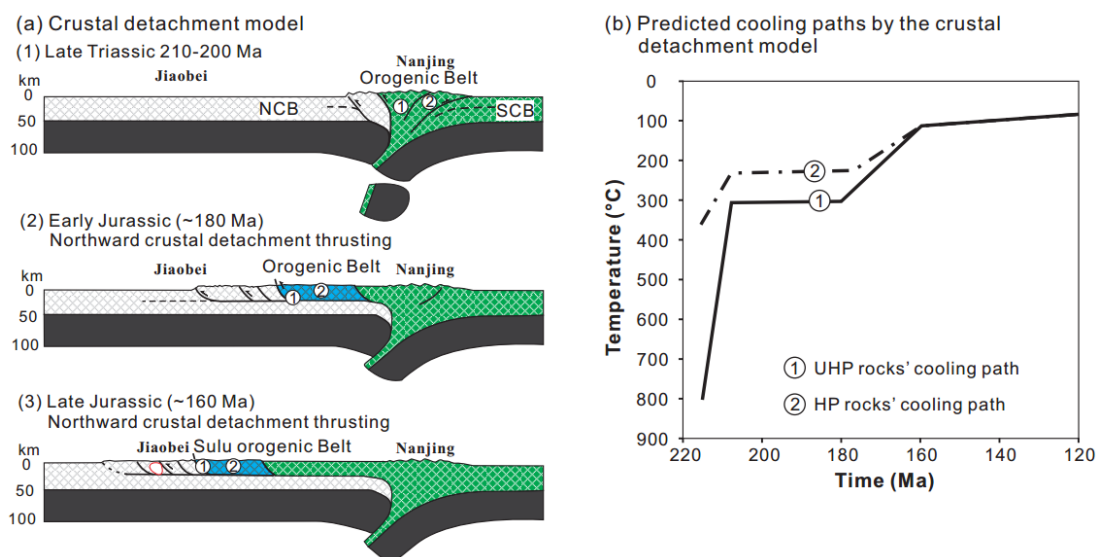 (a) Crustal detachment model
(1) Late Triassic 210-200 Ma
Jiaobei
Nanjing
Orogenic Belt
km
0
50
100
NCB
1
2
SCB
(2) Early Jurassic (~180 Ma)
Northward crustal detachment thrusting
Jiaobei
Orogenic Belt
Nanjing
km
0
50
100
1
2
(3) Late Jurassic (~160 Ma)
Northward crustal detachment thrusting
Jiaobei Sulu orogenic Belt
Nanjing
km
0
50
100
1
2
(b) Predicted cooling paths by the crustal
detachment model
Temperature (°C)
0
100
200
300
400
500
600
700
800
900
2
1
1 UHP rocks’ cooling path
2 HP rocks’ cooling path
220 200 180 160 140 120
Time (Ma)